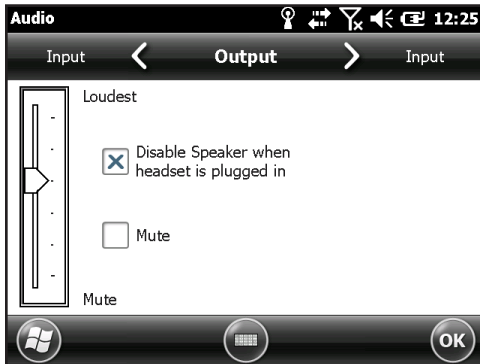 Audio 12:25
Input Output Input
Loudest
Disable Speaker when
headset is plugged in
Mute
Mute
OK